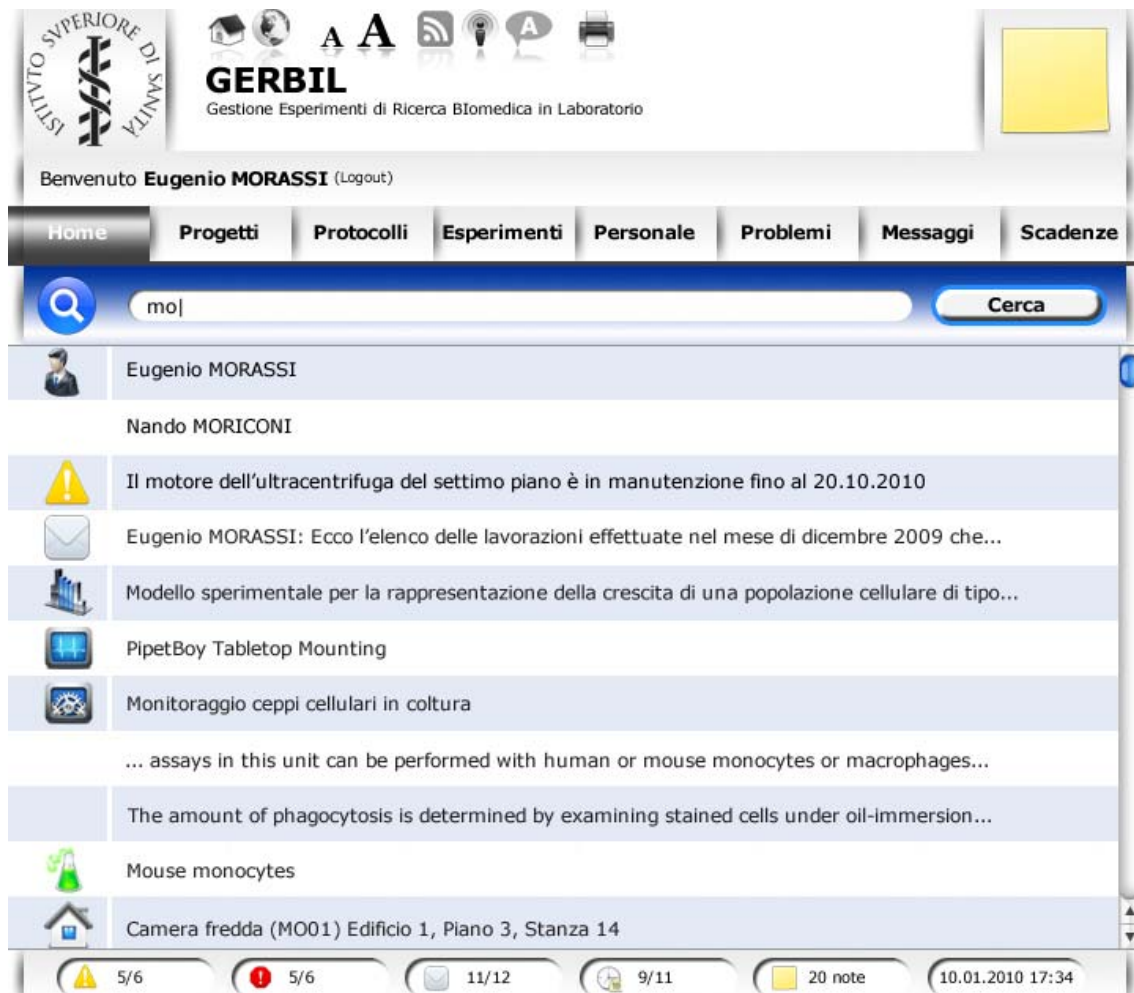 ISTITVTO SVPERIORE DI SANITÀ
A A A
GERBIL
Gestione Esperimenti di Ricerca BIomedica in Laboratorio
Benvenuto Eugenio MORASSI (Logout)
Home Progetti Protocolli Esperimenti Personale Problemi Messaggi Scadenze
mo| Cerca
Eugenio MORASSI
Nando MORICONI
Il motore dell'ultracentrifuga del settimo piano è in manutenzione fino al 20.10.2010
Eugenio MORASSI: Ecco l'elenco delle lavorazioni effettuate nel mese di dicembre 2009 che...
Modello sperimentale per la rappresentazione della crescita di una popolazione cellulare di tipo...
PipetBoy Tabletop Mounting
Monitoraggio ceppi cellulari in coltura
... assays in this unit can be performed with human or mouse monocytes or macrophages...
The amount of phagocytosis is determined by examining stained cells under oil-immersion...
Mouse monocytes
Camera fredda (MO01) Edificio 1, Piano 3, Stanza 14
5/6 5/6 11/12 9/11 20 note 10.01.2010 17:34